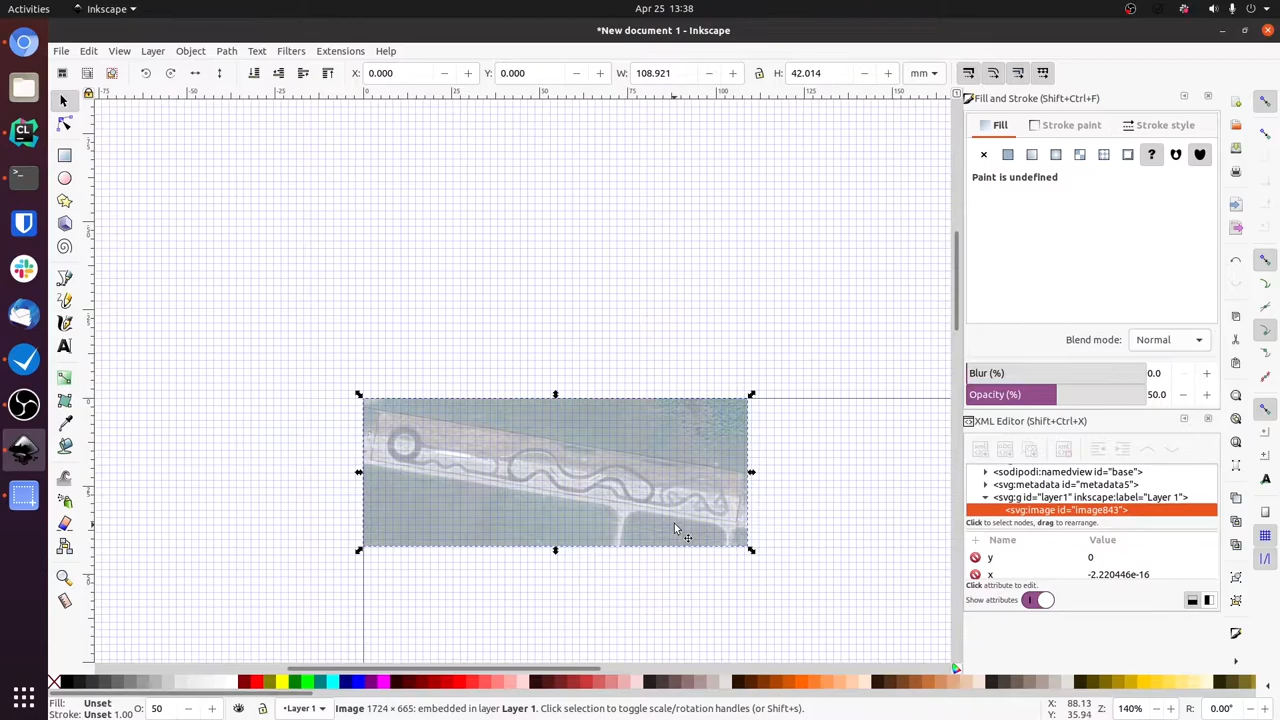 Activities
Inkscape
Apr 25 13:38
*New document 1 - Inkscape
File Edit View Layer Object Path Text Filters Extensions Help
X: 0.000 Y: 0.000 W: 108.921 H: 42.014 mm
Fill and Stroke (Shift+Ctrl+F)
Fill Stroke paint Stroke style
Paint is undefined
Blend mode: Normal
Blur (%) 0.0
Opacity (%) 50.0
XML Editor (Shift+Ctrl+X)
<sodipodi:namedview id="base">
<svg:metadata id="metadata5">
<svg:g id="layer1" inkscape:label="Layer 1">
<svg:image id="image843">
Click to select nodes, drag to rearrange.
Name Value
y 0
x -2.220446e-16
Click attribute to edit.
Show attributes
Fill: Unset
Stroke: Unset 1.00
O: 50
Layer 1
Image 1724 × 665: embedded in layer Layer 1. Click selection to toggle scale/rotation handles (or Shift+s).
X: 88.13
Y: 35.94
Z: 140%
R: 0.00°